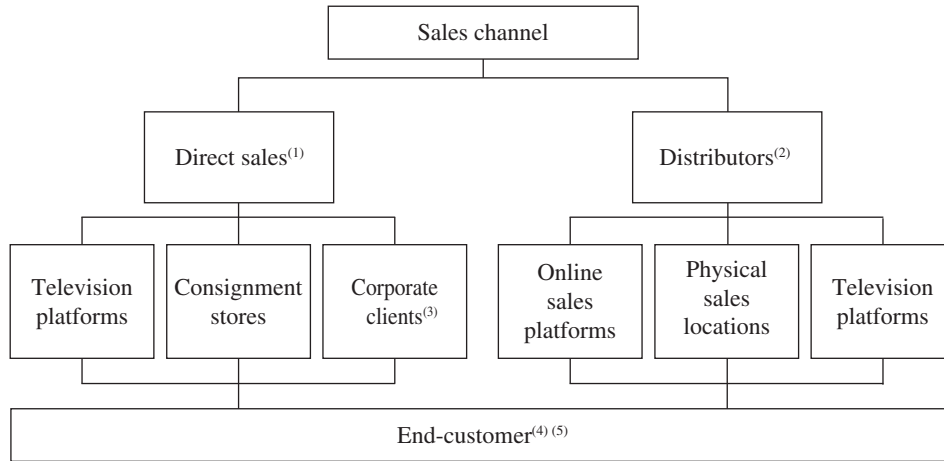 Sales channel
Direct sales(1)
Distributors(2)
Television
platforms
Consignment
stores
Corporate
clients(3)
Online
sales
platforms
Physical
sales
locations
Television
platforms
End-customer(4) (5)